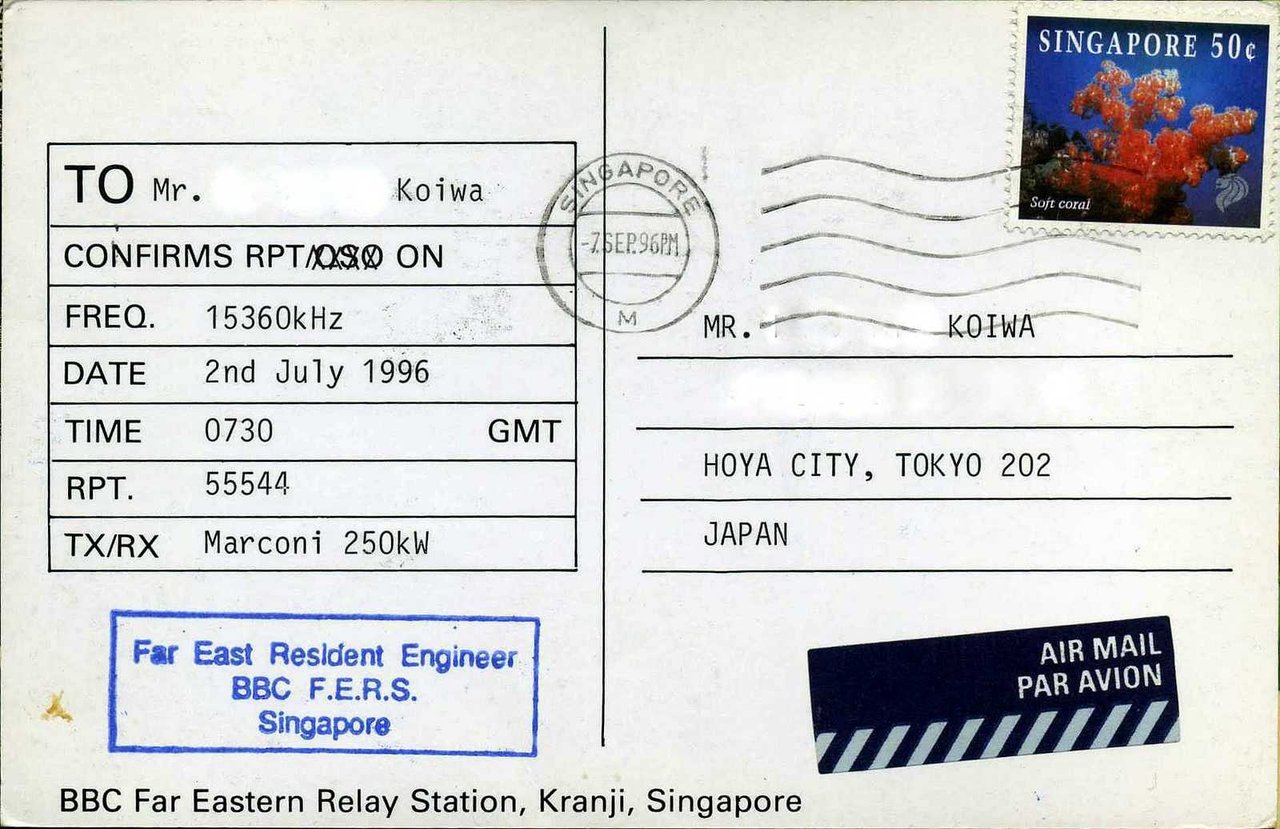 TO Mr. Koiwa
CONFIRMS RPT/QSO ON
FREQ. 15360kHz
DATE 2nd July 1996
TIME 0730 GMT
RPT. 55544
TX/RX Marconi 250kW
Far East Resident Engineer
BBC F.E.R.S.
Singapore
BBC Far Eastern Relay Station, Kranji, Singapore
SINGAPORE 50¢
Soft coral
SINGAPORE
-7.SEP.96PM
M
MR. KOIWA
HOYA CITY, TOKYO 202
JAPAN
AIR MAIL
PAR AVION